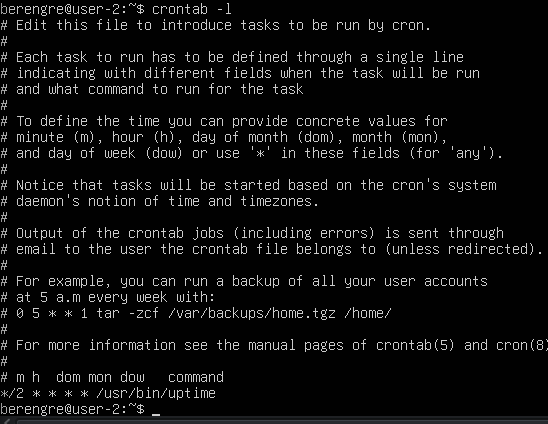 berengre@user-2:~$ crontab -l
# Edit this file to introduce tasks to be run by cron.
#
# Each task to run has to be defined through a single line
# indicating with different fields when the task will be run
# and what command to run for the task
#
# To define the time you can provide concrete values for
# minute (m), hour (h), day of month (dom), month (mon),
# and day of week (dow) or use '*' in these fields (for 'any').
#
# Notice that tasks will be started based on the cron's system
# daemon's notion of time and timezones.
#
# Output of the crontab jobs (including errors) is sent through
# email to the user the crontab file belongs to (unless redirected).
#
# For example, you can run a backup of all your user accounts
# at 5 a.m every week with:
# 0 5 * * 1 tar -zcf /var/backups/home.tgz /home/
#
# For more information see the manual pages of crontab(5) and cron(8)
#
# m h  dom mon dow   command
*/2 * * * * /usr/bin/uptime
berengre@user-2:~$ _